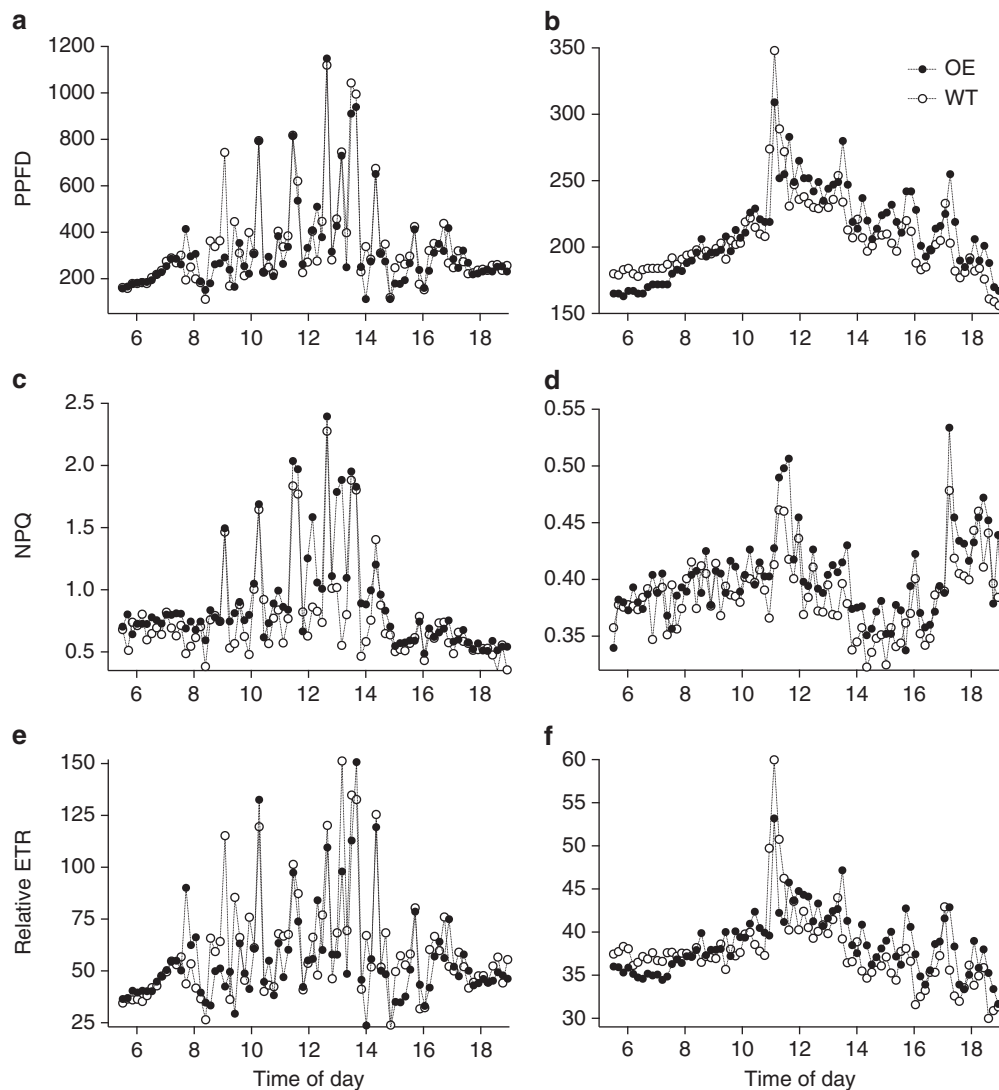 a
1200
1000
800
600
400
200
PPFD
6 8 10 12 14 16 18
b
350
300
250
200
150
OE
WT
6 8 10 12 14 16 18
c
2.5
2.0
1.5
1.0
0.5
NPQ
6 8 10 12 14 16 18
d
0.55
0.50
0.45
0.40
0.35
6 8 10 12 14 16 18
e
150
125
100
75
50
25
Relative ETR
6 8 10 12 14 16 18
Time of day
f
60
55
50
45
40
35
30
6 8 10 12 14 16 18
Time of day